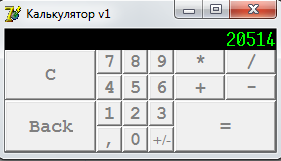 Калькулятор v1
20514
C 7 8 9 * /
4 5 6 + -
Back 1 2 3 =
, 0 +/-